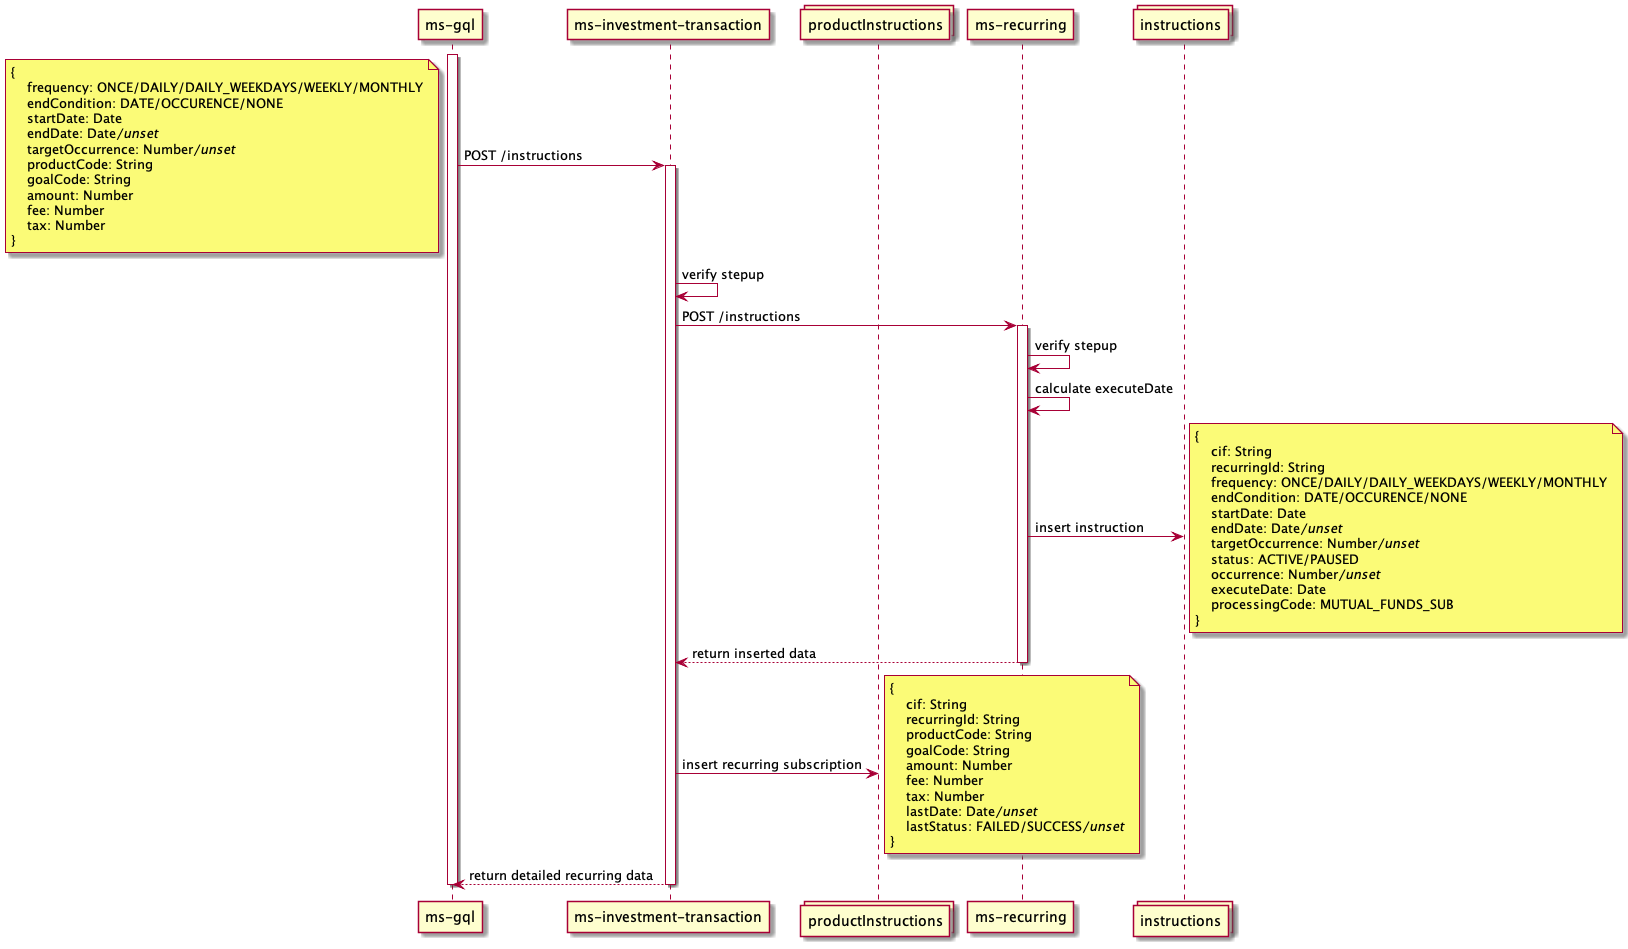 ms-gql
ms-investment-transaction
productInstructions
ms-recurring
instructions
{
frequency: ONCE/DAILY/DAILY_WEEKDAYS/WEEKLY/MONTHLY
endCondition: DATE/OCCURENCE/NONE
startDate: Date
endDate: Date/unset
targetOccurrence: Number/unset
productCode: String
goalCode: String
amount: Number
fee: Number
tax: Number
}
POST /instructions
verify stepup
POST /instructions
verify stepup
calculate executeDate
{
cif: String
recurringId: String
frequency: ONCE/DAILY/DAILY_WEEKDAYS/WEEKLY/MONTHLY
endCondition: DATE/OCCURENCE/NONE
startDate: Date
endDate: Date/unset
targetOccurrence: Number/unset
status: ACTIVE/PAUSED
occurrence: Number/unset
executeDate: Date
processingCode: MUTUAL_FUNDS_SUB
}
insert instruction
return inserted data
{
cif: String
recurringId: String
productCode: String
goalCode: String
amount: Number
fee: Number
tax: Number
lastDate: Date/unset
lastStatus: FAILED/SUCCESS/unset
}
insert recurring subscription
return detailed recurring data
ms-gql
ms-investment-transaction
productInstructions
ms-recurring
instructions